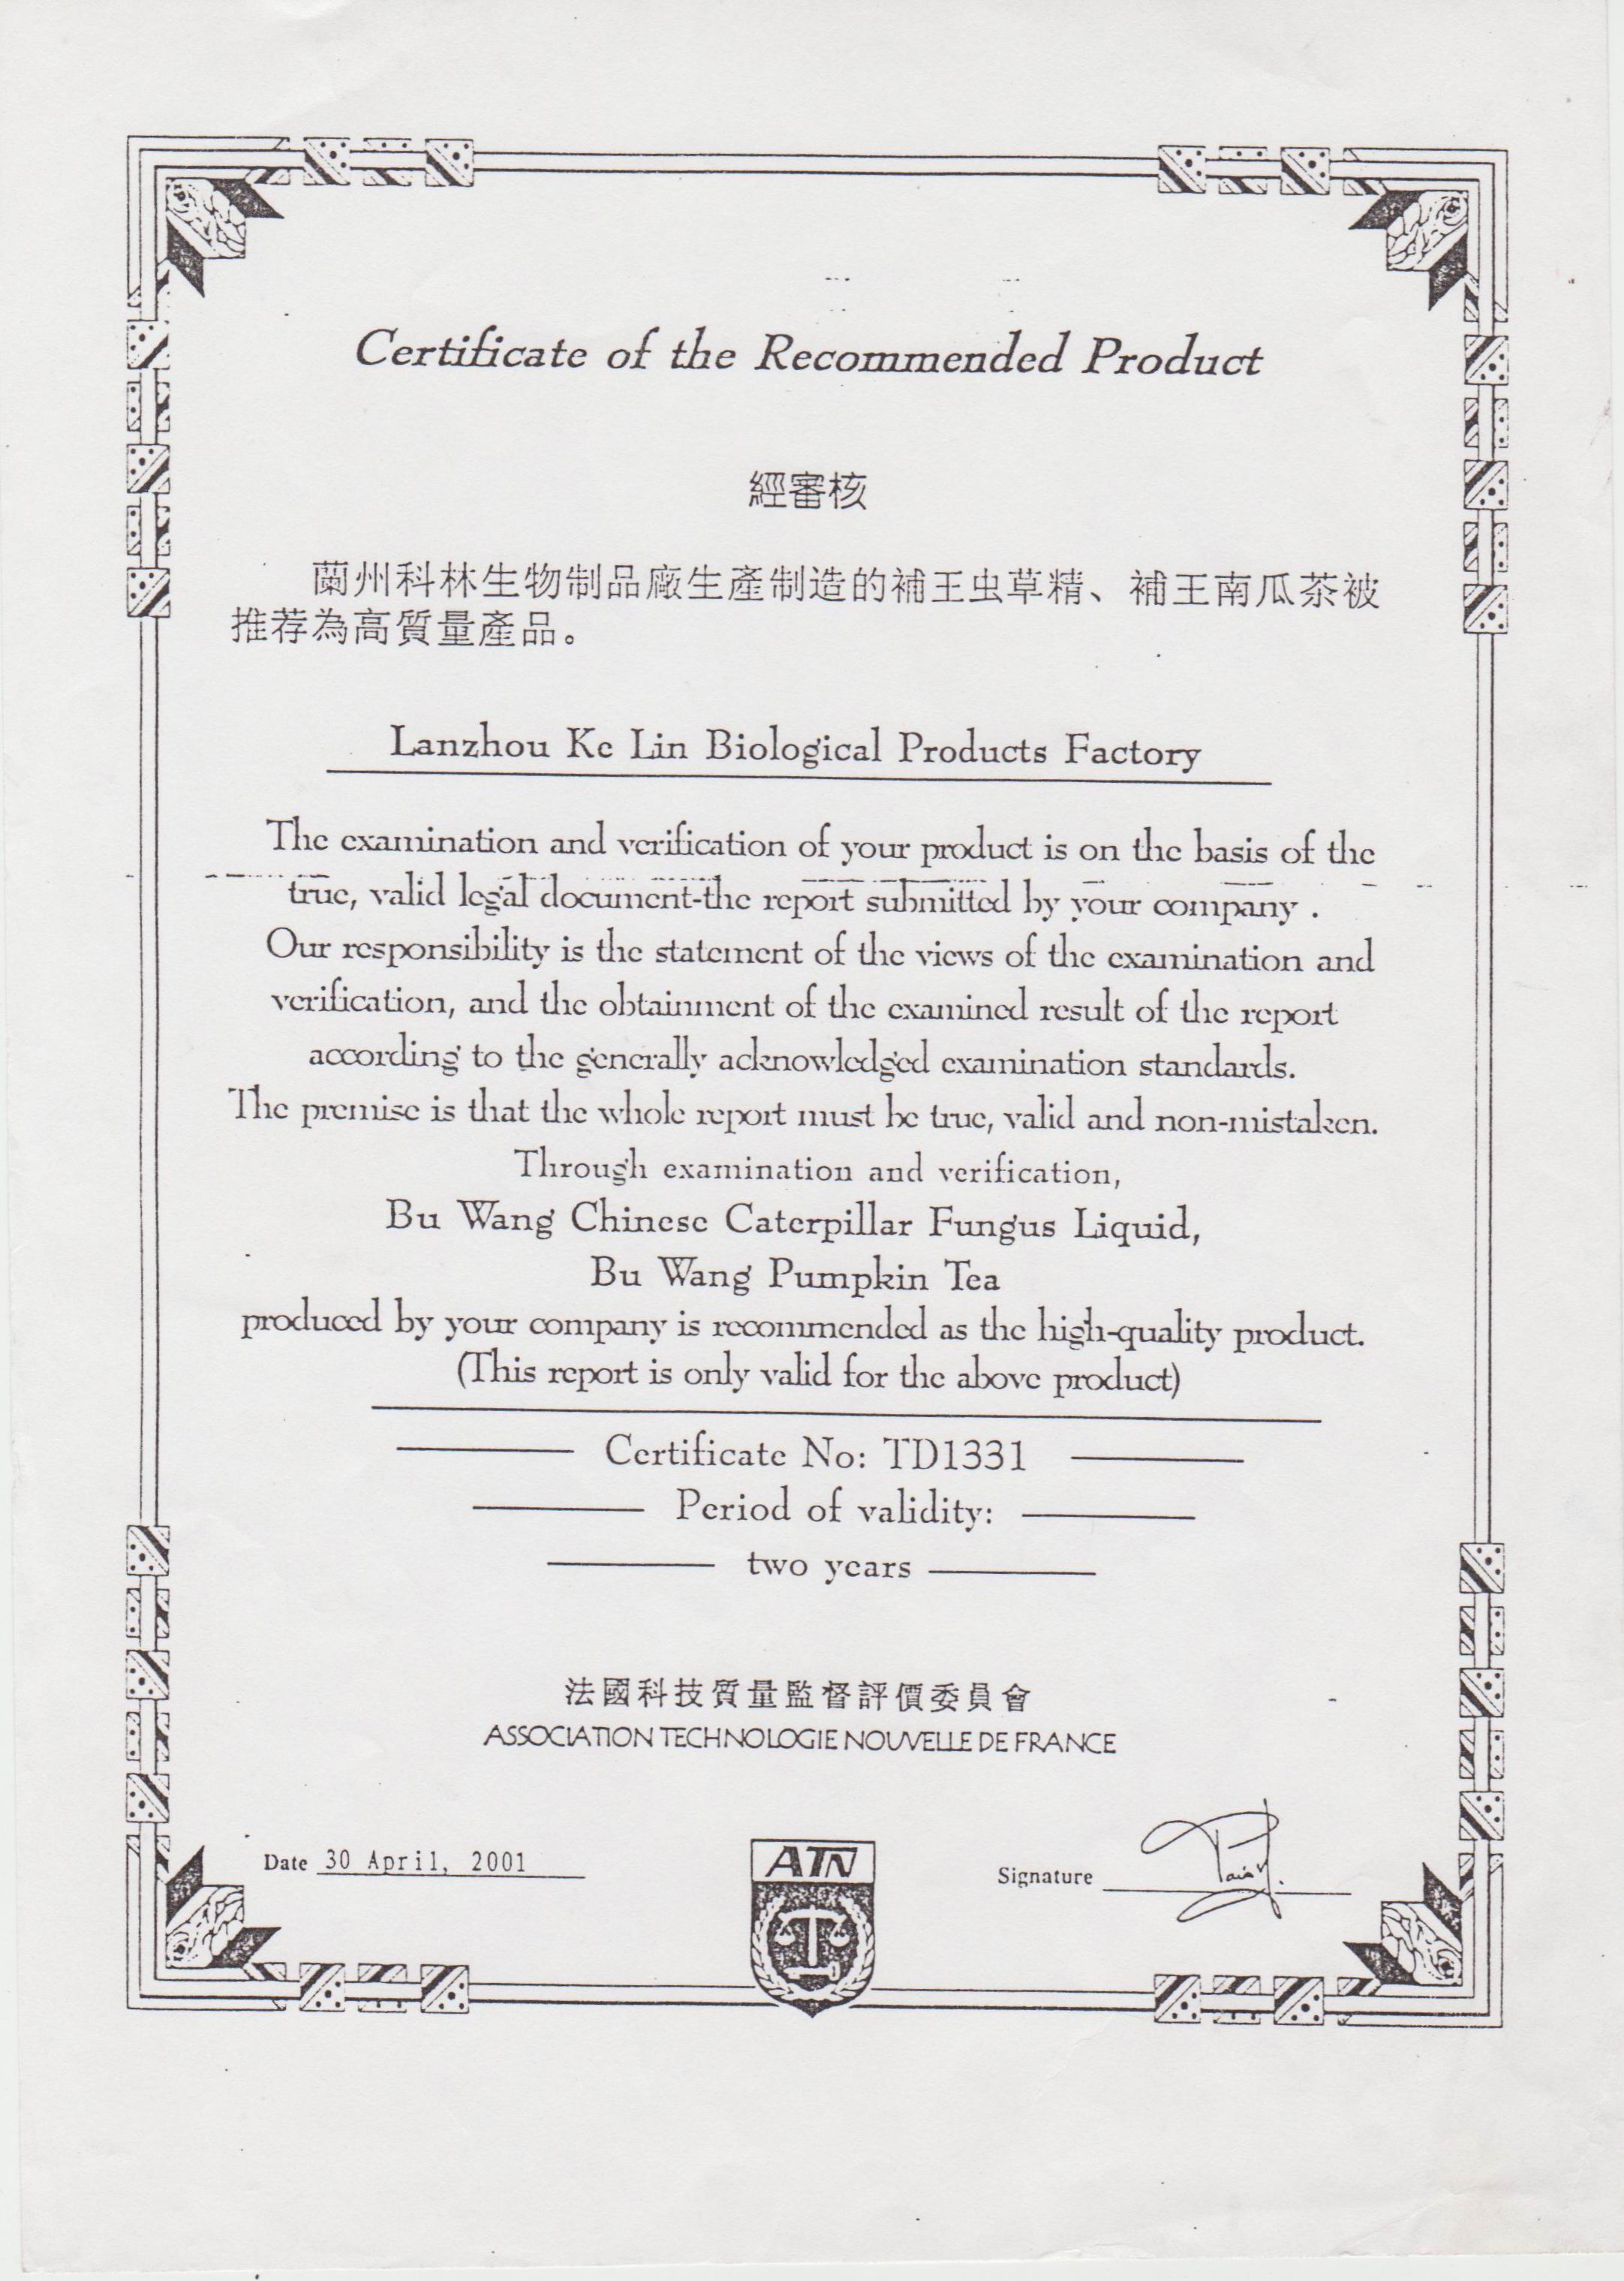 Certificate of the Recommended Product
經審核
蘭州科林生物制品廠生產制造的補王虫草精、補王南瓜茶被
推荐為高質量產品。
Lanzhou Ke Lin Biological Products Factory
The examination and verification of your product is on the basis of the
true, valid legal document-the report submitted by your company .
Our responsibility is the statement of the views of the examination and
verification, and the obtainment of the examined result of the report
according to the generally acknowledged examination standards.
The premise is that the whole report must be true, valid and non-mistaken.
Through examination and verification,
Bu Wang Chinese Caterpillar Fungus Liquid,
Bu Wang Pumpkin Tea
produced by your company is recommended as the high-quality product.
(This report is only valid for the above product)
Certificate No: TD1331
Period of validity:
two years
法國科技質量監督評價委員會
ASSOCIATION TECHNOLOGIE NOUVELLE DE FRANCE
Date 30 April, 2001
ATN
Signature